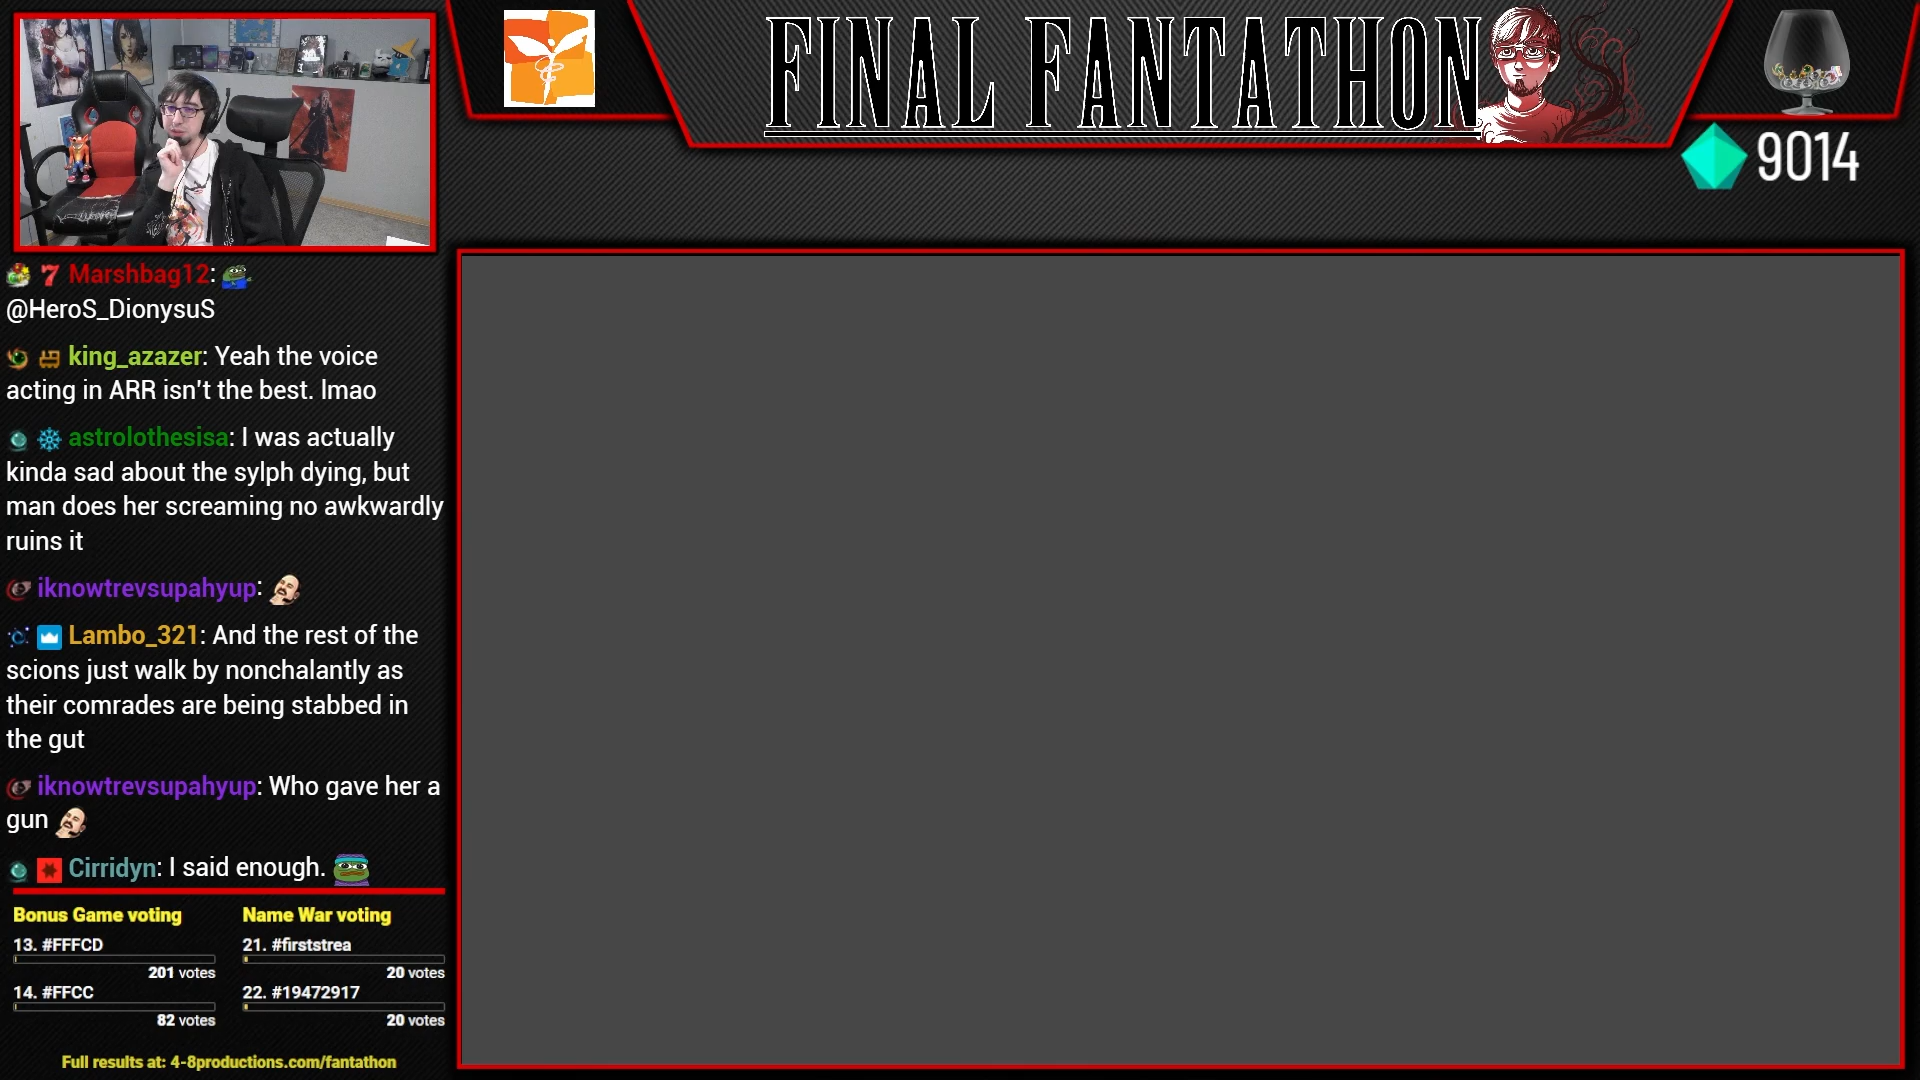 FINAL FANTATHON
9014
Marshbag12:
@HeroS_DionysuS
king_azazer: Yeah the voice
acting in ARR isn't the best. lmao
astrolothesisa: I was actually
kinda sad about the sylph dying, but
man does her screaming no awkwardly
ruins it
iknowtrevsupahyup:
Lambo_321: And the rest of the
scions just walk by nonchalantly as
their comrades are being stabbed in
the gut
iknowtrevsupahyup: Who gave her a
gun
Cirridyn: I said enough.
Bonus Game voting
13. #FFFCD
201 votes
14. #FFCC
82 votes
Name War voting
21. #firststrea
20 votes
22. #19472917
20 votes
Full results at: 4-8productions.com/fantathon